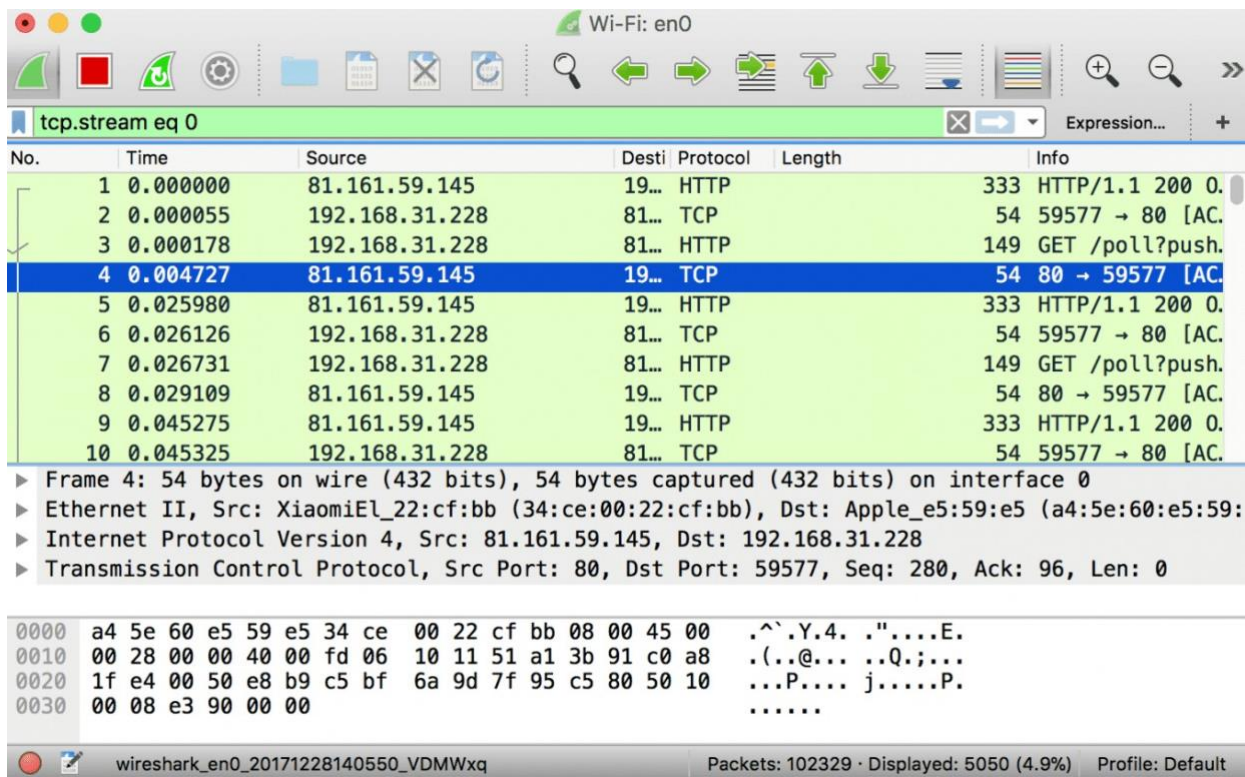 Wi-Fi: en0
tcp.stream eq 0 Expression... +
No. Time Source Desti Protocol Length Info
1 0.000000 81.161.59.145 19… HTTP 333 HTTP/1.1 200 O.
2 0.000055 192.168.31.228 81… TCP 54 59577 → 80 [AC.
3 0.000178 192.168.31.228 81… HTTP 149 GET /poll?push.
4 0.004727 81.161.59.145 19… TCP 54 80 → 59577 [AC.
5 0.025980 81.161.59.145 19… HTTP 333 HTTP/1.1 200 O.
6 0.026126 192.168.31.228 81… TCP 54 59577 → 80 [AC.
7 0.026731 192.168.31.228 81… HTTP 149 GET /poll?push.
8 0.029109 81.161.59.145 19… TCP 54 80 → 59577 [AC.
9 0.045275 81.161.59.145 19… HTTP 333 HTTP/1.1 200 O.
10 0.045325 192.168.31.228 81… TCP 54 59577 → 80 [AC.
Frame 4: 54 bytes on wire (432 bits), 54 bytes captured (432 bits) on interface 0
Ethernet II, Src: XiaomiEl_22:cf:bb (34:ce:00:22:cf:bb), Dst: Apple_e5:59:e5 (a4:5e:60:e5:59:
Internet Protocol Version 4, Src: 81.161.59.145, Dst: 192.168.31.228
Transmission Control Protocol, Src Port: 80, Dst Port: 59577, Seq: 280, Ack: 96, Len: 0
0000 a4 5e 60 e5 59 e5 34 ce 00 22 cf bb 08 00 45 00 .^`.Y.4. ."....E.
0010 00 28 00 00 40 00 fd 06 10 11 51 a1 3b 91 c0 a8 .(..@... ..Q.;...
0020 1f e4 00 50 e8 b9 c5 bf 6a 9d 7f 95 c5 80 50 10 ...P.... j.....P.
0030 00 08 e3 90 00 00 ......
wireshark_en0_20171228140550_VDMWxq Packets: 102329 · Displayed: 5050 (4.9%) Profile: Default